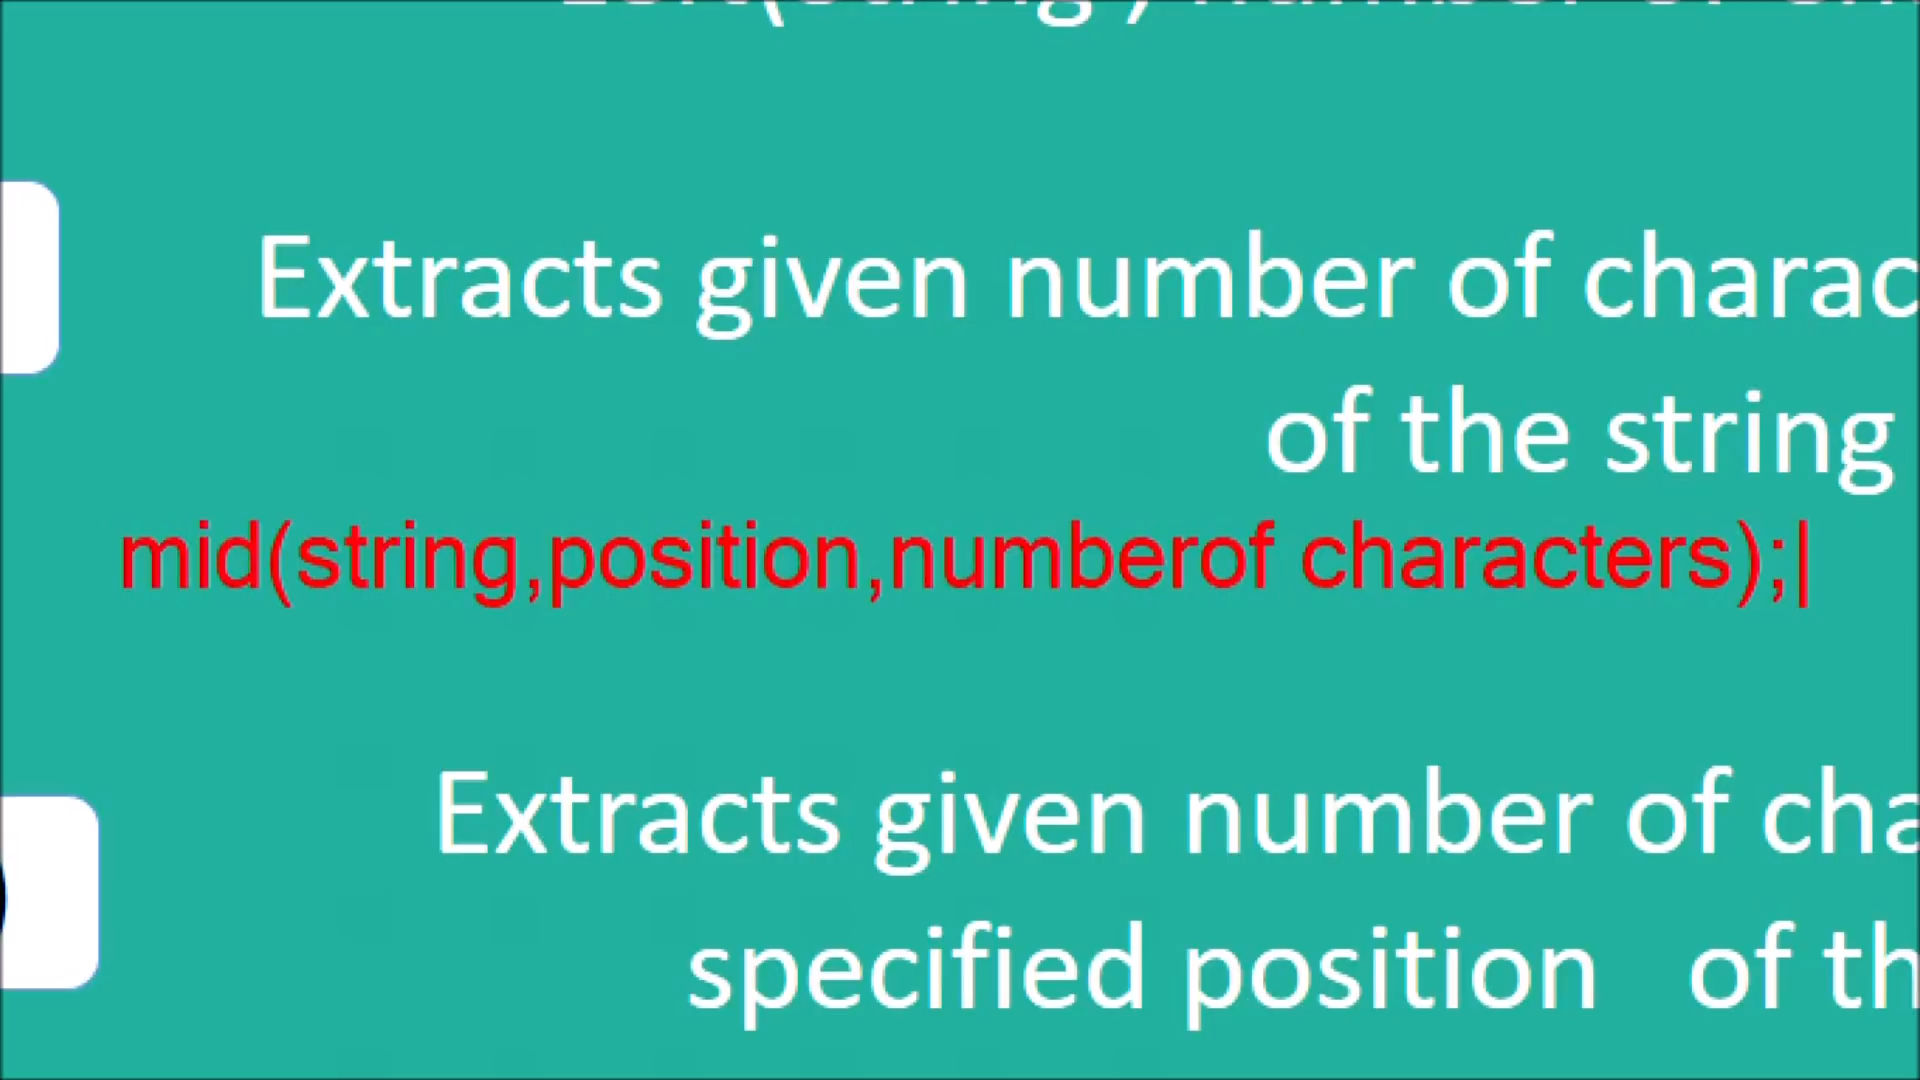 Extracts given number of charac
of the string
mid(string,position,numberof characters);|
Extracts given number of cha
specified position of th